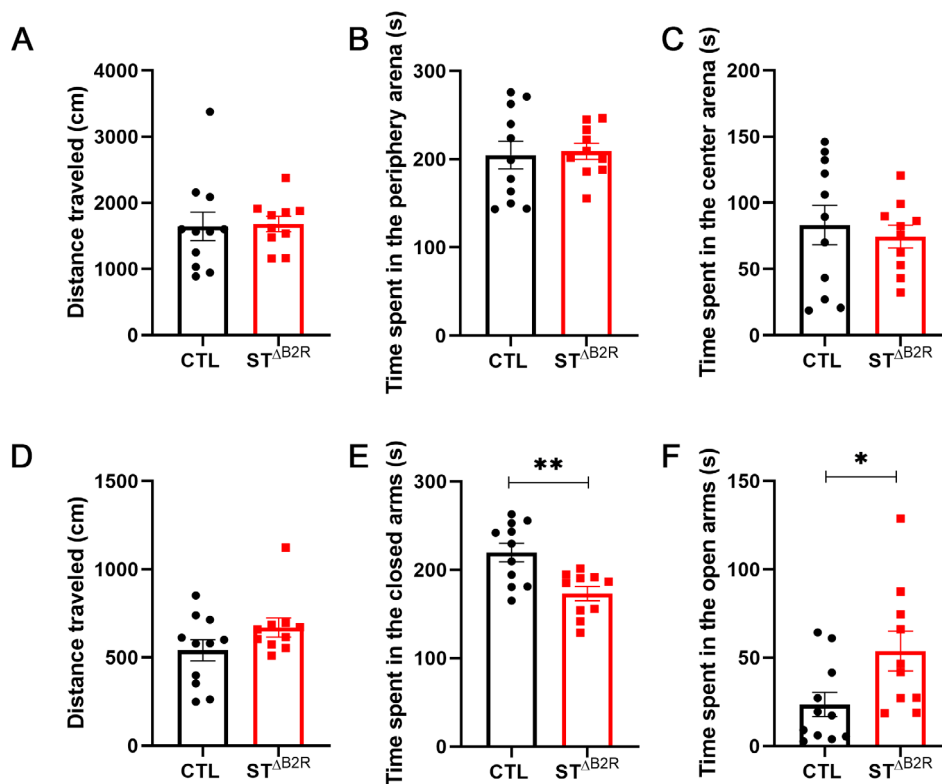 A
Distance traveled (cm)
4000
3000
2000
1000
0
CTL
ST^ΔB2R
B
Time spent in the periphery arena (s)
300
200
100
0
CTL
ST^ΔB2R
C
Time spent in the center arena (s)
200
150
100
50
0
CTL
ST^ΔB2R
D
Distance traveled (cm)
1500
1000
500
0
CTL
ST^ΔB2R
E
Time spent in the closed arms (s)
300
200
100
0
**
CTL
ST^ΔB2R
F
Time spent in the open arms (s)
150
100
50
0
*
CTL
ST^ΔB2R